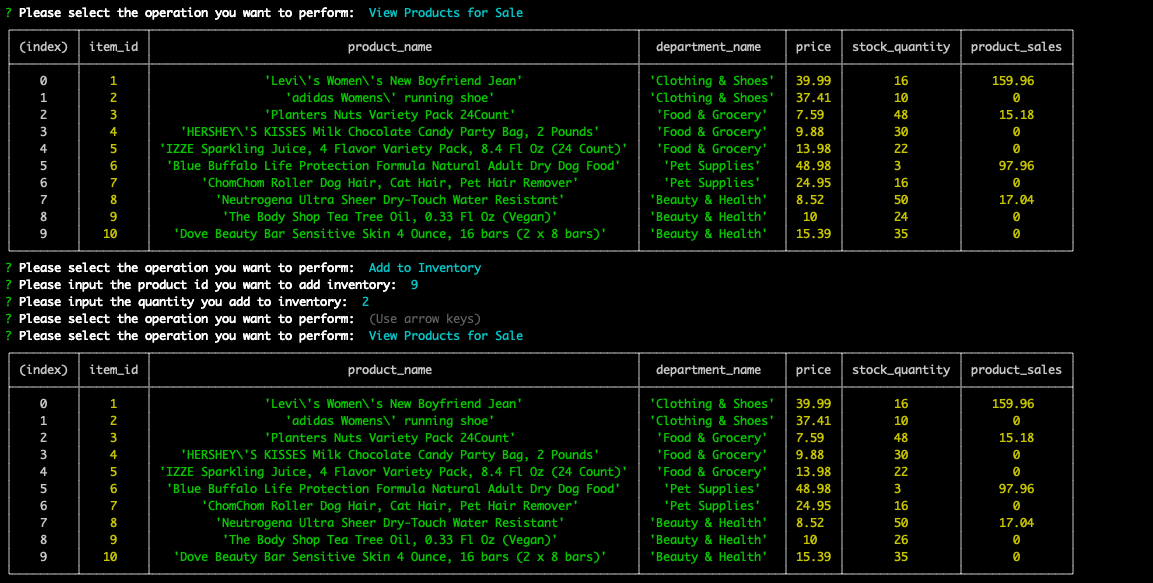 ? Please select the operation you want to perform: View Products for Sale
(index) item_id product_name department_name price stock_quantity product_sales
0 1 'Levi\'s Women\'s New Boyfriend Jean' 'Clothing & Shoes' 39.99 16 159.96
1 2 'adidas Womens\' running shoe' 'Clothing & Shoes' 37.41 10 0
2 3 'Planters Nuts Variety Pack 24Count' 'Food & Grocery' 7.59 48 15.18
3 4 'HERSHEY\'S KISSES Milk Chocolate Candy Party Bag, 2 Pounds' 'Food & Grocery' 9.88 30 0
4 5 'IZZE Sparkling Juice, 4 Flavor Variety Pack, 8.4 Fl Oz (24 Count)' 'Food & Grocery' 13.98 22 0
5 6 'Blue Buffalo Life Protection Formula Natural Adult Dry Dog Food' 'Pet Supplies' 48.98 3 97.96
6 7 'ChomChom Roller Dog Hair, Cat Hair, Pet Hair Remover' 'Pet Supplies' 24.95 16 0
7 8 'Neutrogena Ultra Sheer Dry-Touch Water Resistant' 'Beauty & Health' 8.52 50 17.04
8 9 'The Body Shop Tea Tree Oil, 0.33 Fl Oz (Vegan)' 'Beauty & Health' 10 24 0
9 10 'Dove Beauty Bar Sensitive Skin 4 Ounce, 16 bars (2 x 8 bars)' 'Beauty & Health' 15.39 35 0
? Please select the operation you want to perform: Add to Inventory
? Please input the product id you want to add inventory: 9
? Please input the quantity you add to inventory: 2
? Please select the operation you want to perform: (Use arrow keys)
? Please select the operation you want to perform: View Products for Sale
(index) item_id product_name department_name price stock_quantity product_sales
0 1 'Levi\'s Women\'s New Boyfriend Jean' 'Clothing & Shoes' 39.99 16 159.96
1 2 'adidas Womens\' running shoe' 'Clothing & Shoes' 37.41 10 0
2 3 'Planters Nuts Variety Pack 24Count' 'Food & Grocery' 7.59 48 15.18
3 4 'HERSHEY\'S KISSES Milk Chocolate Candy Party Bag, 2 Pounds' 'Food & Grocery' 9.88 30 0
4 5 'IZZE Sparkling Juice, 4 Flavor Variety Pack, 8.4 Fl Oz (24 Count)' 'Food & Grocery' 13.98 22 0
5 6 'Blue Buffalo Life Protection Formula Natural Adult Dry Dog Food' 'Pet Supplies' 48.98 3 97.96
6 7 'ChomChom Roller Dog Hair, Cat Hair, Pet Hair Remover' 'Pet Supplies' 24.95 16 0
7 8 'Neutrogena Ultra Sheer Dry-Touch Water Resistant' 'Beauty & Health' 8.52 50 17.04
8 9 'The Body Shop Tea Tree Oil, 0.33 Fl Oz (Vegan)' 'Beauty & Health' 10 26 0
9 10 'Dove Beauty Bar Sensitive Skin 4 Ounce, 16 bars (2 x 8 bars)' 'Beauty & Health' 15.39 35 0